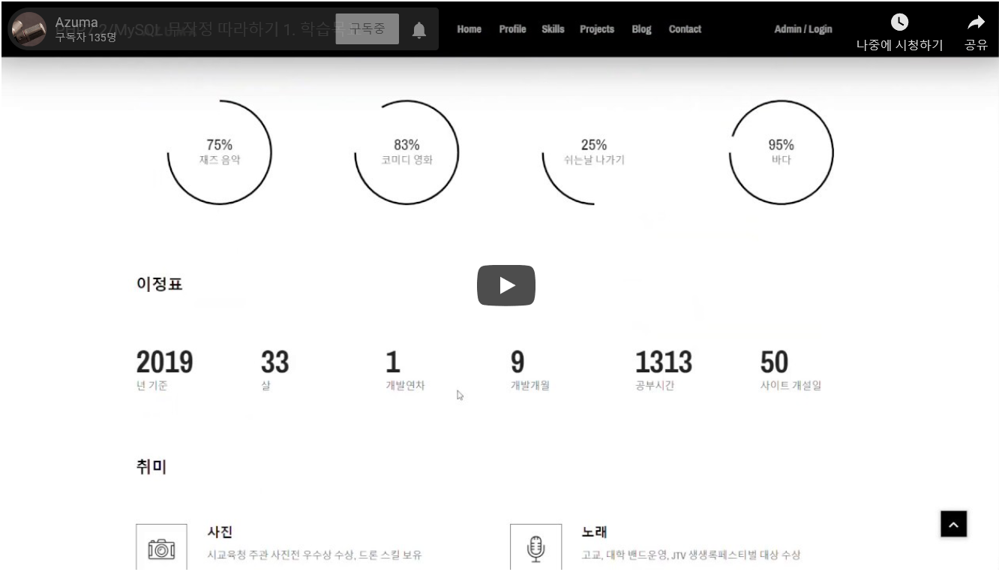 Azuma
PHP7.2/MySQL 무작정 따라하기 1. 학습목
구독자 135명
구독중
Home Profile Skills Projects Blog Contact Admin / Login
나중에 시청하기 공유
75% 83% 25% 95%
재즈 음악 코미디 영화 쉬는날 나가기 바다
이정표
2019 33 1 9 1313 50
년 기준 살 개발연차 개발개월 공부시간 사이트 개설일
취미
사진 노래
시교육청 주관 사진전 우수상 수상, 드론 스킬 보유 고교, 대학 밴드운영, JTV 생생록페스티벌 대상 수상